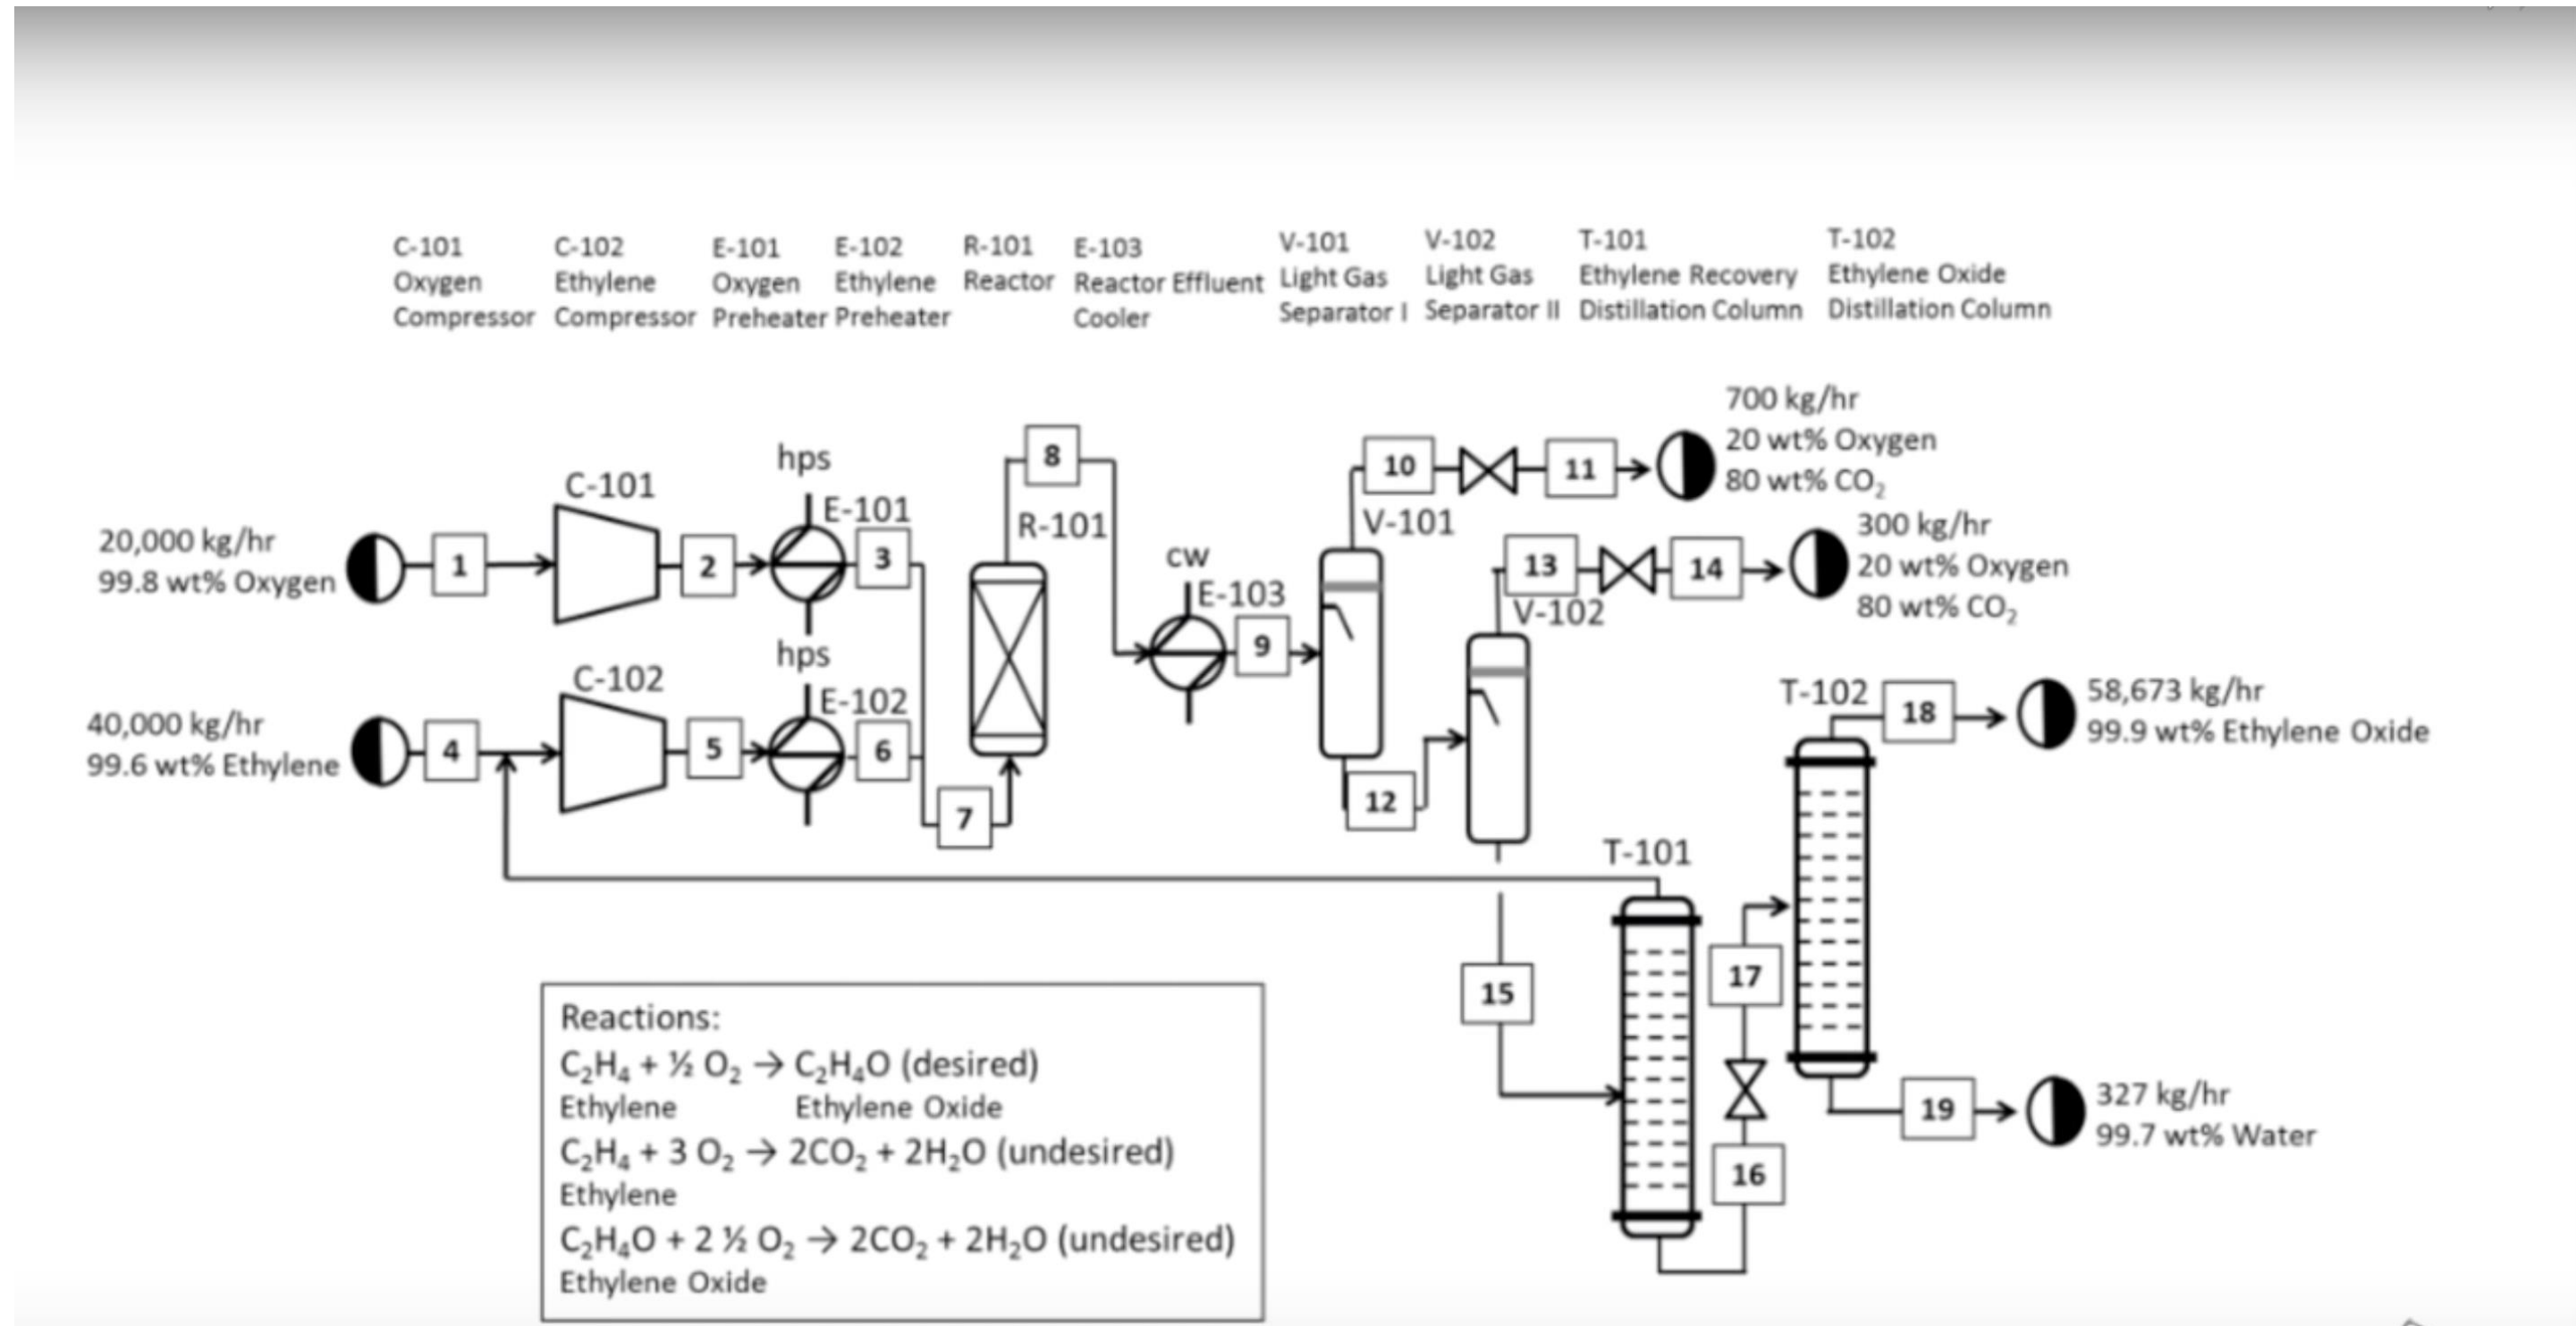 C-101
Oxygen
Compressor
C-102
Ethylene
Compressor
E-101
Oxygen
Preheater
E-102
Ethylene
Preheater
R-101
Reactor
E-103
Reactor Effluent
Cooler
V-101
Light Gas
Separator I
V-102
Light Gas
Separator II
T-101
Ethylene Recovery
Distillation Column
T-102
Ethylene Oxide
Distillation Column
20,000 kg/hr
99.8 wt% Oxygen
1
C-101
2
hps
E-101
3
40,000 kg/hr
99.6 wt% Ethylene
4
C-102
5
hps
E-102
6
7
R-101
8
cw
E-103
9
V-101
10
11
700 kg/hr
20 wt% Oxygen
80 wt% CO₂
12
V-102
13
14
300 kg/hr
20 wt% Oxygen
80 wt% CO₂
15
T-101
16
17
T-102
18
58,673 kg/hr
99.9 wt% Ethylene Oxide
19
327 kg/hr
99.7 wt% Water
Reactions:
C₂H₄ + ½ O₂ → C₂H₄O (desired)
Ethylene Ethylene Oxide
C₂H₄ + 3 O₂ → 2CO₂ + 2H₂O (undesired)
Ethylene
C₂H₄O + 2 ½ O₂ → 2CO₂ + 2H₂O (undesired)
Ethylene Oxide